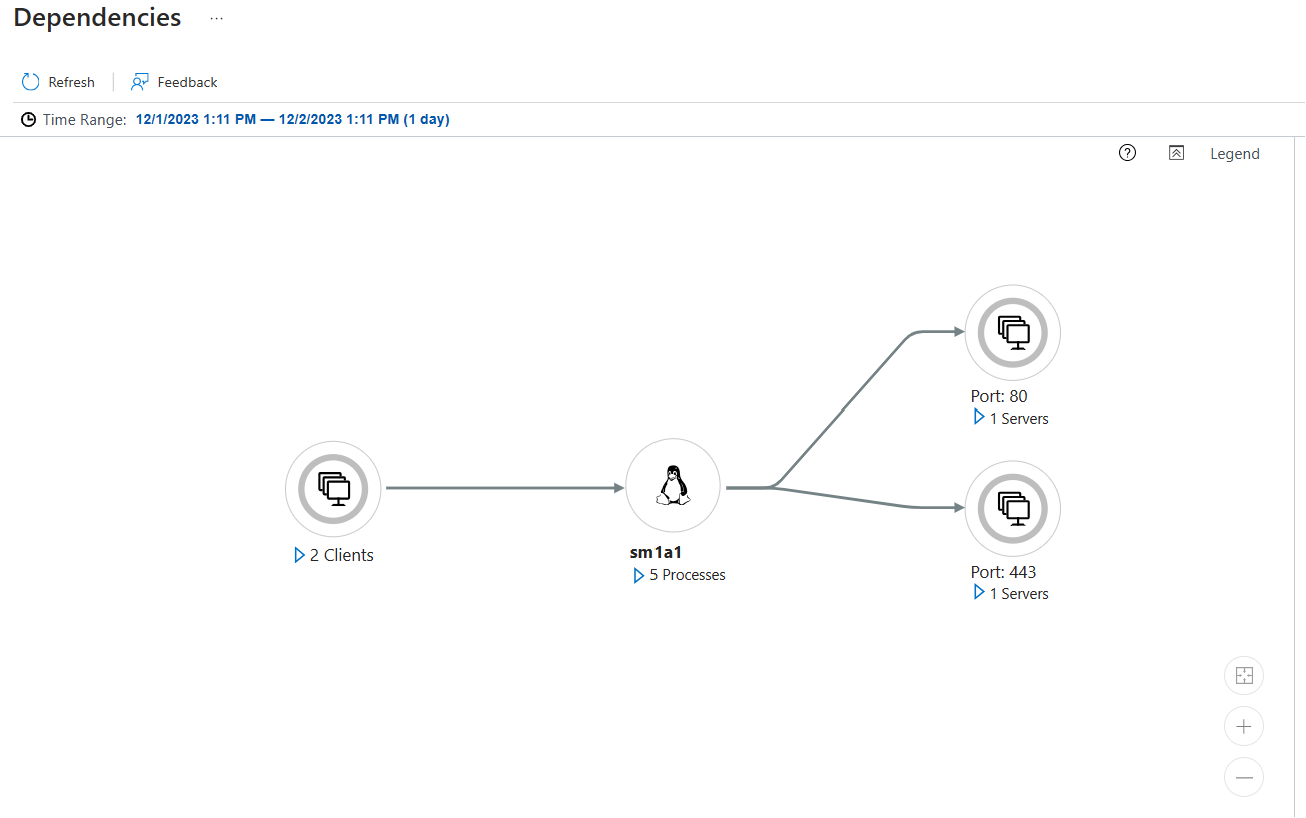 Dependencies ...
Refresh Feedback
Time Range: 12/1/2023 1:11 PM — 12/2/2023 1:11 PM (1 day)
Legend
Port: 80
1 Servers
2 Clients
sm1a1
5 Processes
Port: 443
1 Servers